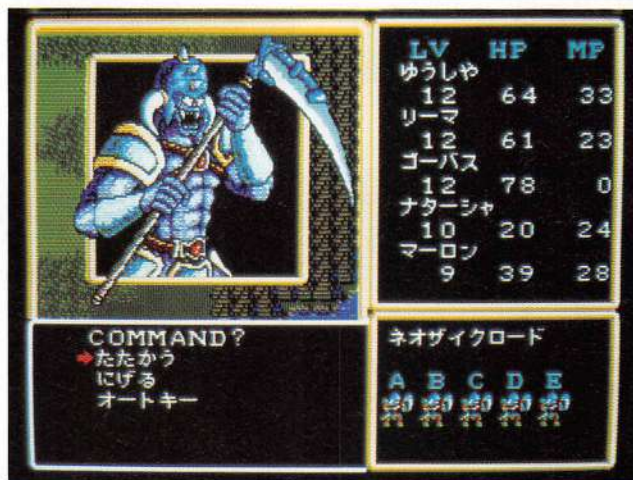 LV HP MP
ゆうしや
12 64 33
リーマ
12 61 23
ゴーバス
12 78 0
ナターシャ
10 20 24
マーロン
9 39 28
COMMAND?
たたかう
にげる
オートキー
ネオザイクロード
A B C D E